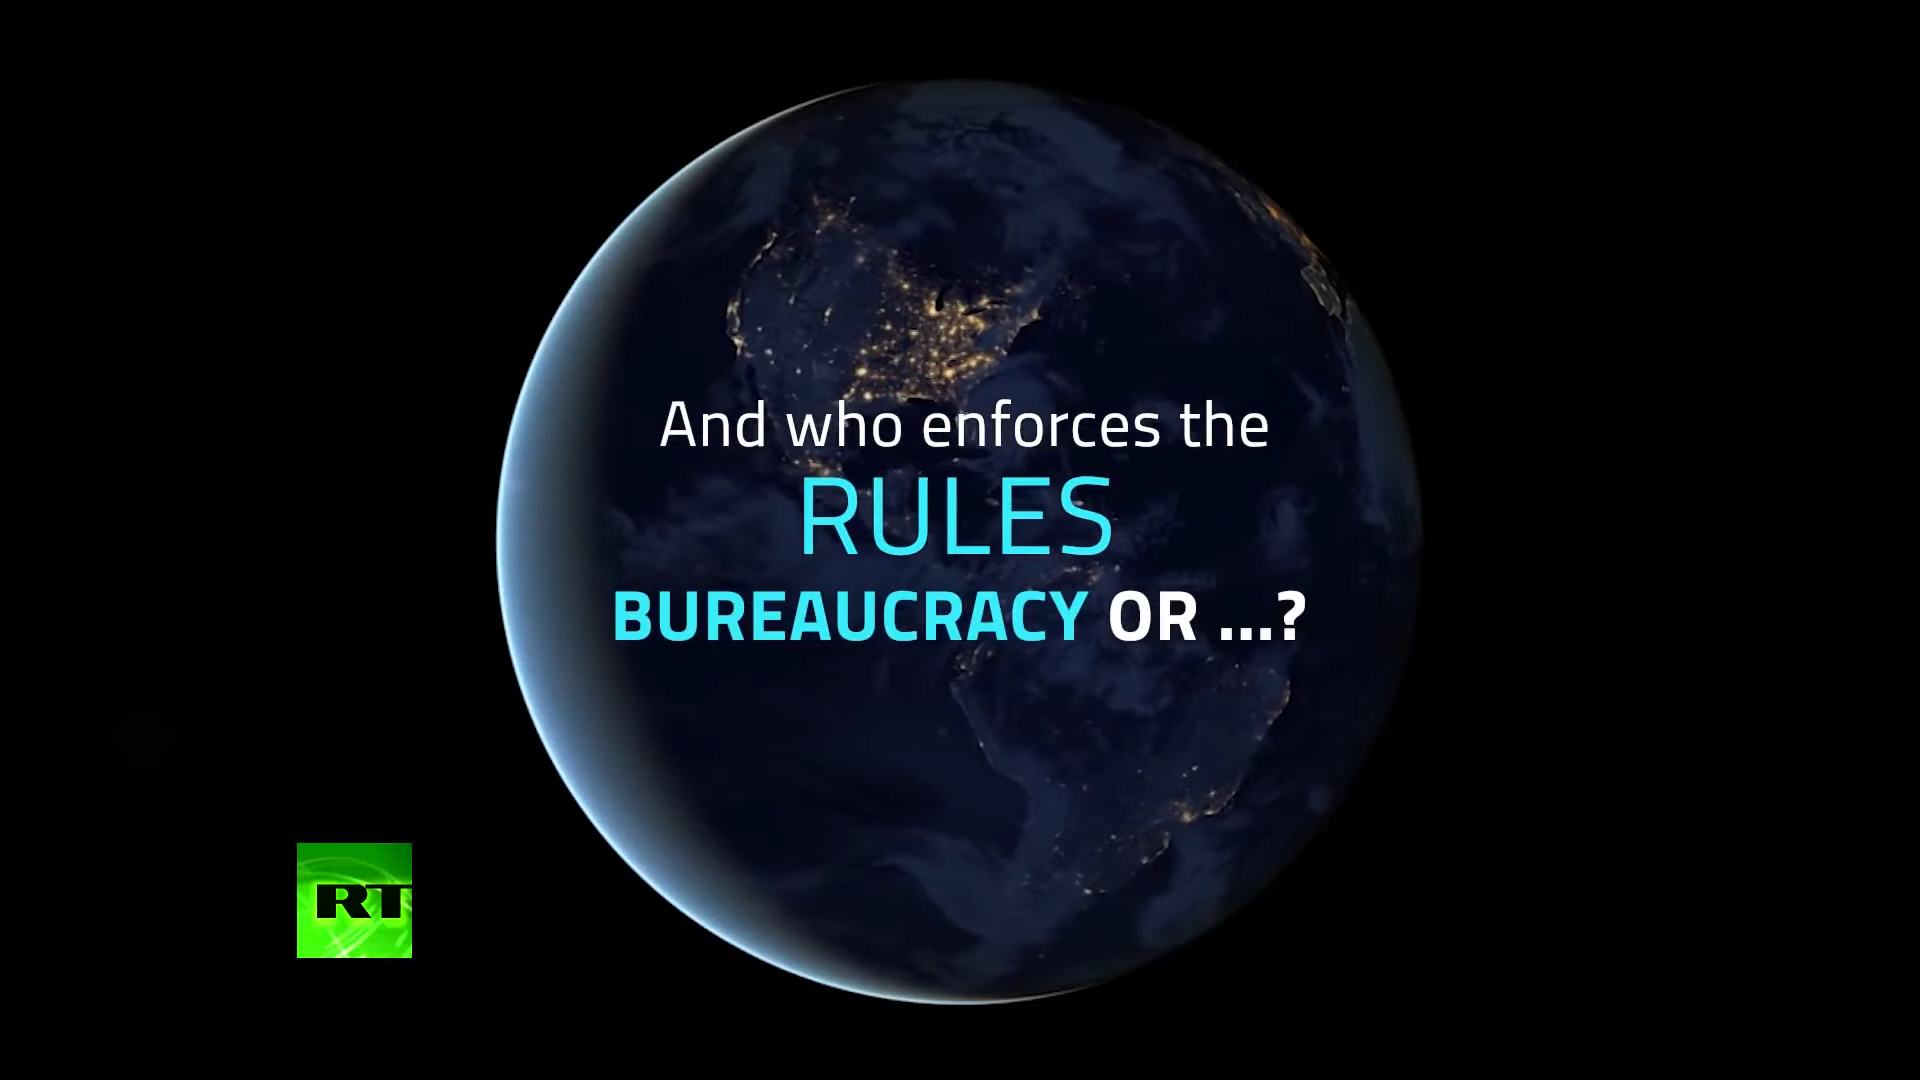 And who enforces the
RULES
BUREAUCRACY OR ...?
RT